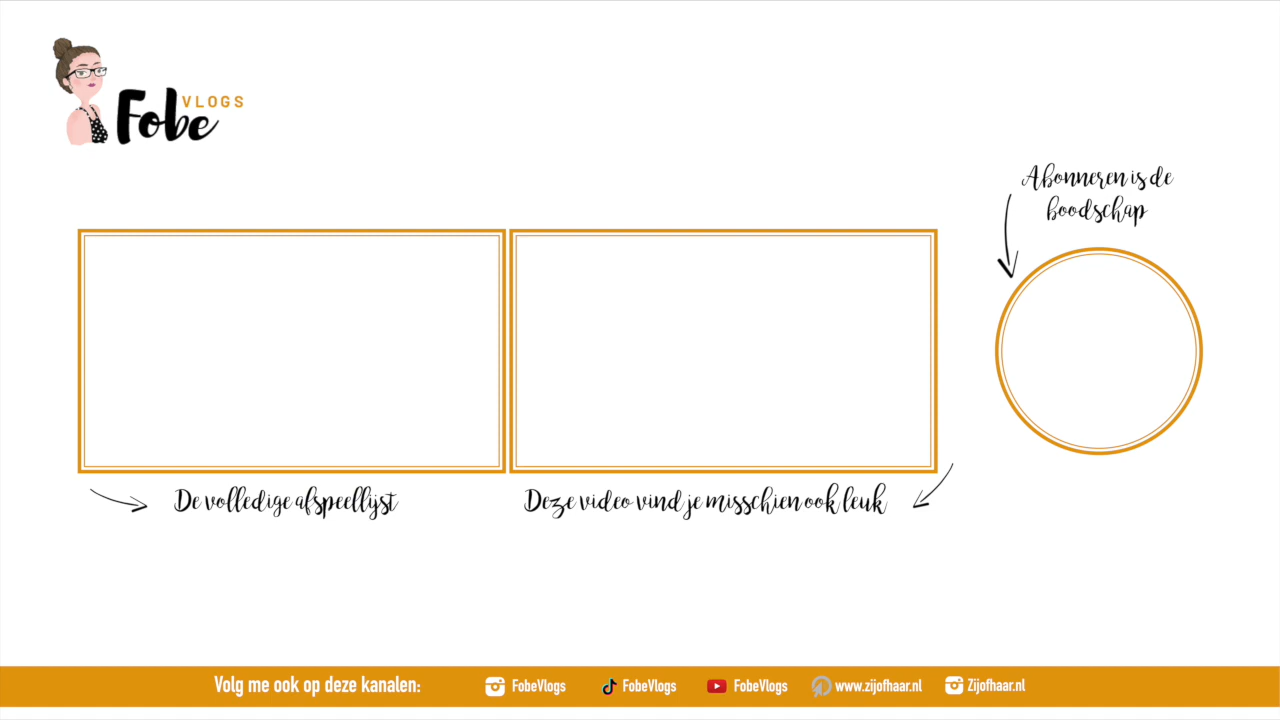 VLOGS
Fobe
Abonneren is de
boodschap
De volledige afspeellijst
Deze video vind je misschien ook leuk
Volg me ook op deze kanalen: FobeVlogs FobeVlogs FobeVlogs www.zijofhaar.nl Zijofhaar.nl